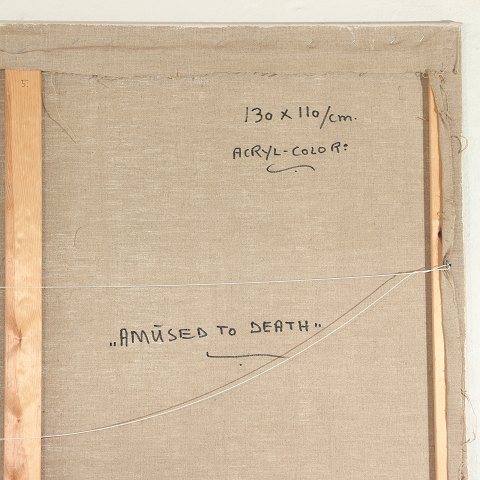 130 x 110/cm.
ACRYL-COLOR:
„AMŪSED TO DEATH"